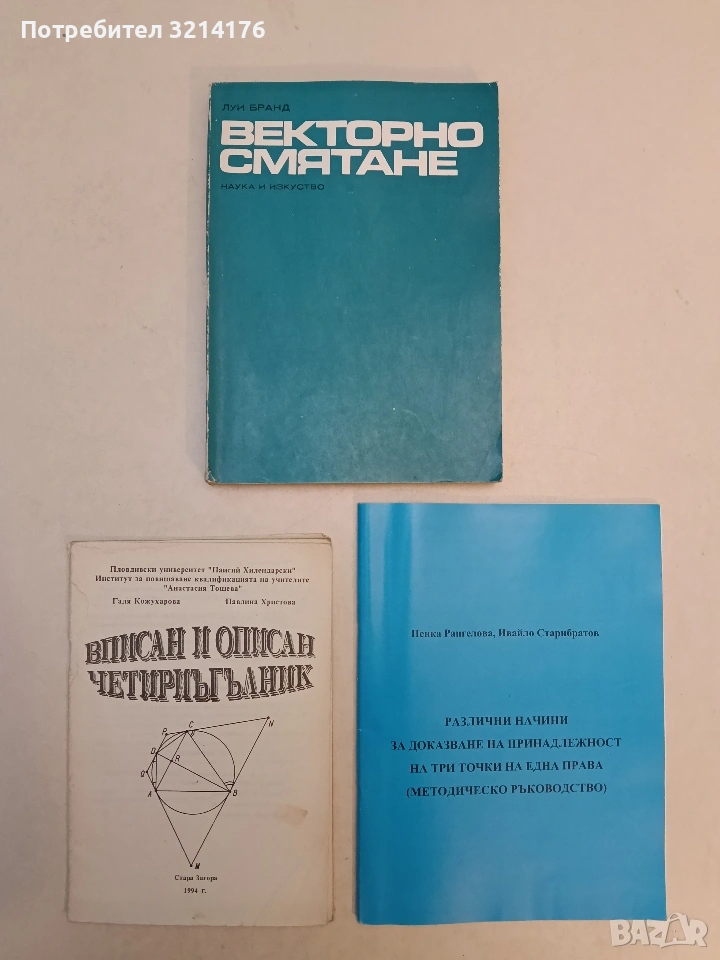 Потребител 3214176
ЛУИ БРАНД
ВЕКТОРНО
СМЯТАНЕ
НАУКА И ИЗКУСТВО
Пловдивски университет "Паисий Хилендарски"
Институт за повишаване квалификацията на учителите
"Анастасия Тошева"
Галя Кожухарова Павлина Христова
ВПИСАН И ОПИСАН
ЧЕТИРИЪГЪЛНИК
P C N
D R
Q
A B
M
Стара Загора
1994 г.
Пенка Рангелова, Ивайло Старибратов
РАЗЛИЧНИ НАЧИНИ
ЗА ДОКАЗВАНЕ НА ПРИНАДЛЕЖНОСТ
НА ТРИ ТОЧКИ НА ЕДНА ПРАВА
(МЕТОДИЧЕСКО РЪКОВОДСТВО)
BAZAR